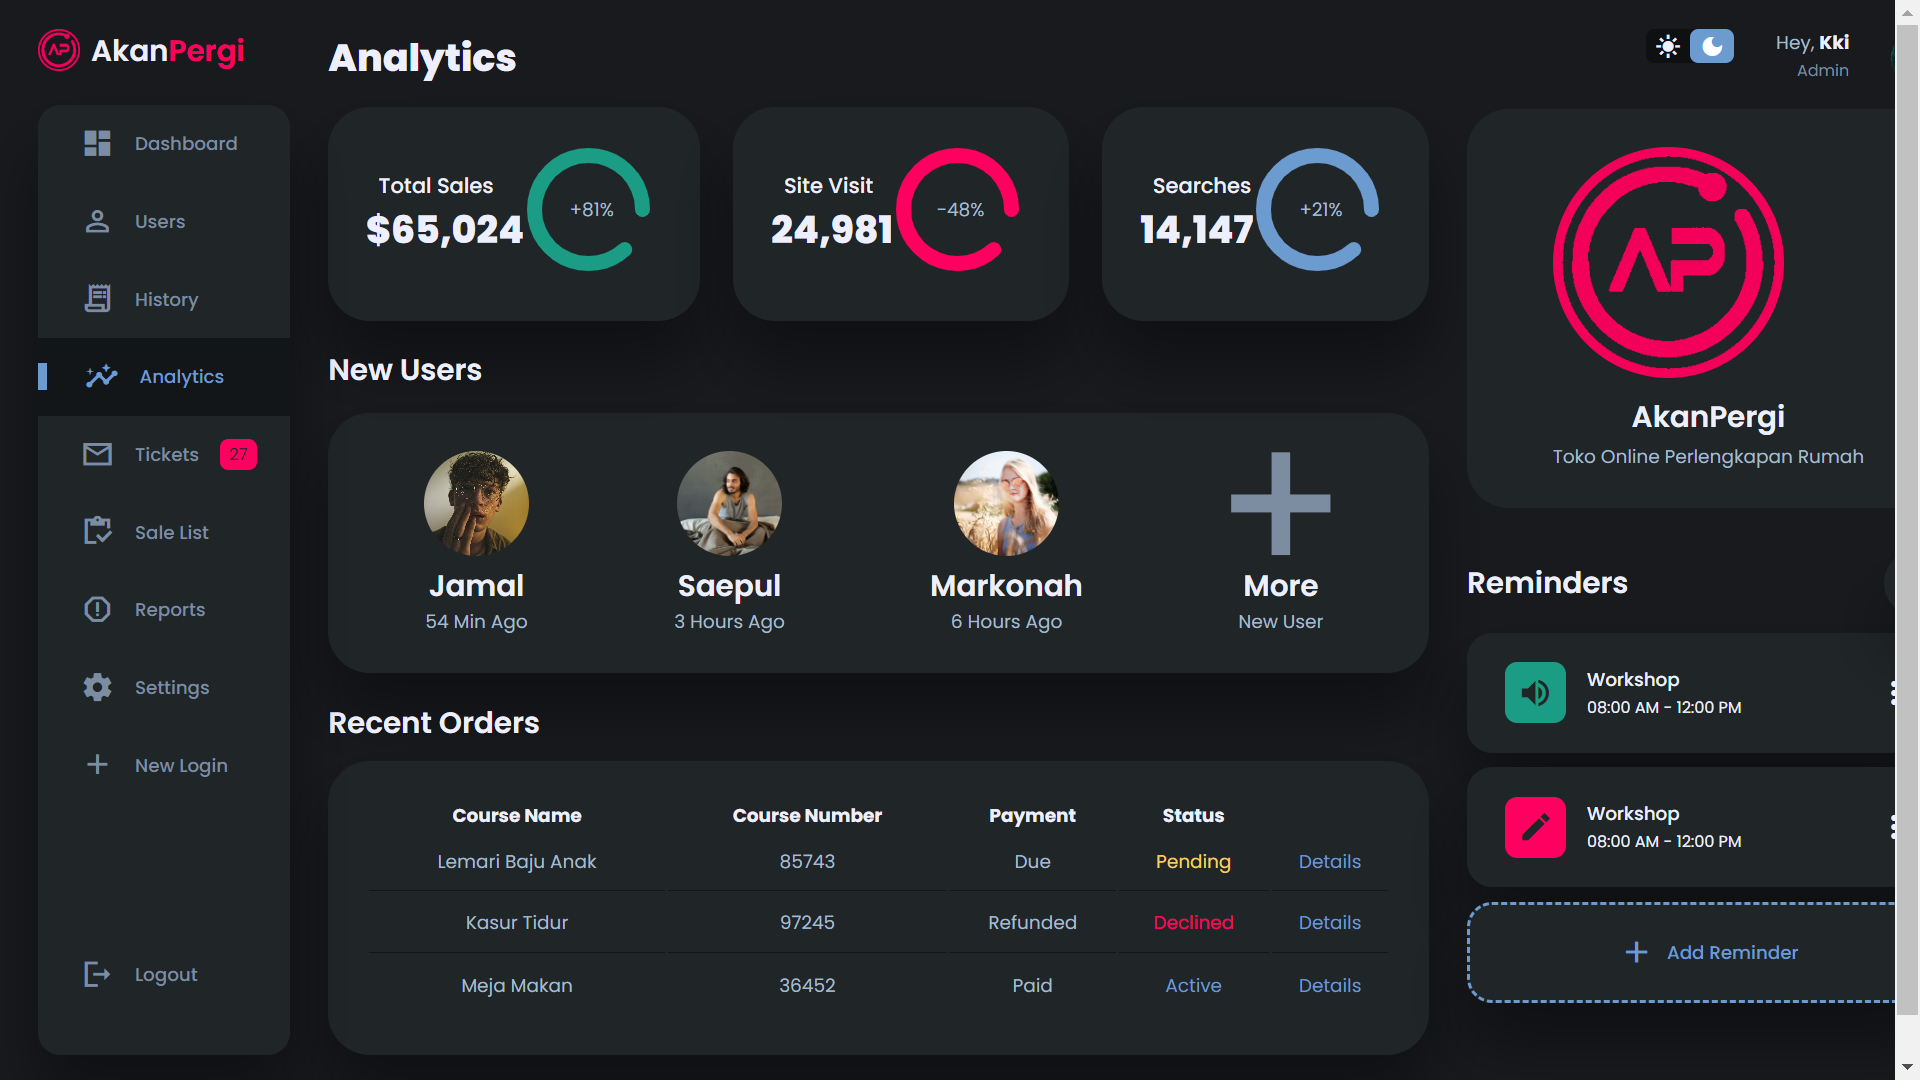 AkanPergi
Dashboard
Users
History
Analytics
Tickets 27
Sale List
Reports
Settings
New Login
Logout
Analytics
Total Sales
$65,024
+81%
Site Visit
24,981
-48%
Searches
14,147
+21%
New Users
Jamal
54 Min Ago
Saepul
3 Hours Ago
Markonah
6 Hours Ago
More
New User
Recent Orders
Course Name Course Number Payment Status
Lemari Baju Anak 85743 Due Pending Details
Kasur Tidur 97245 Refunded Declined Details
Meja Makan 36452 Paid Active Details
Hey, Kki
Admin
AP
AkanPergi
Toko Online Perlengkapan Rumah
Reminders
Workshop
08:00 AM - 12:00 PM
Workshop
08:00 AM - 12:00 PM
Add Reminder